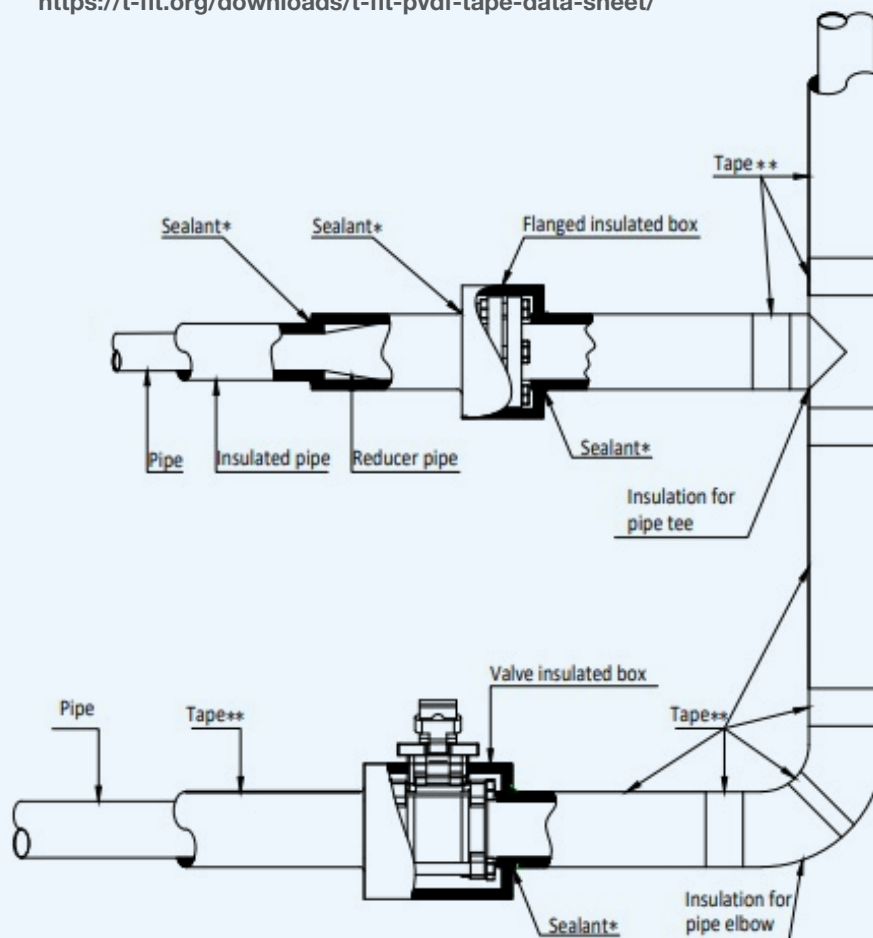 https://t-fit.org/downloads/t-fit-pvdf-tape-data-sheet/
Tape**
Sealant*
Sealant*
Flanged insulated box
Pipe
Insulated pipe
Reducer pipe
Sealant*
Insulation for
pipe tee
Valve insulated box
Pipe
Tape**
Tape**
Insulation for
pipe elbow
Sealant*